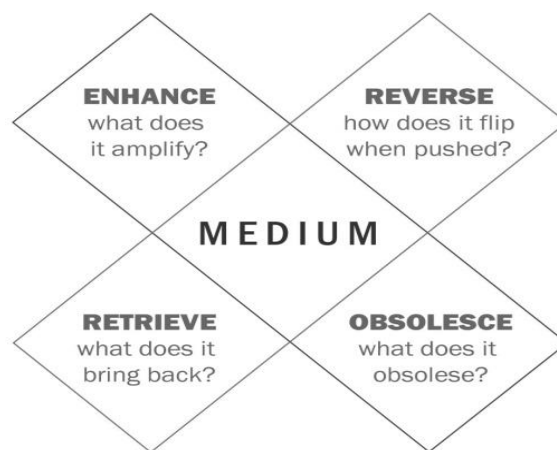 ENHANCE
what does
it amplify?
REVERSE
how does it flip
when pushed?
MEDIUM
RETRIEVE
what does it
bring back?
OBSOLESCE
what does it
obsolese?